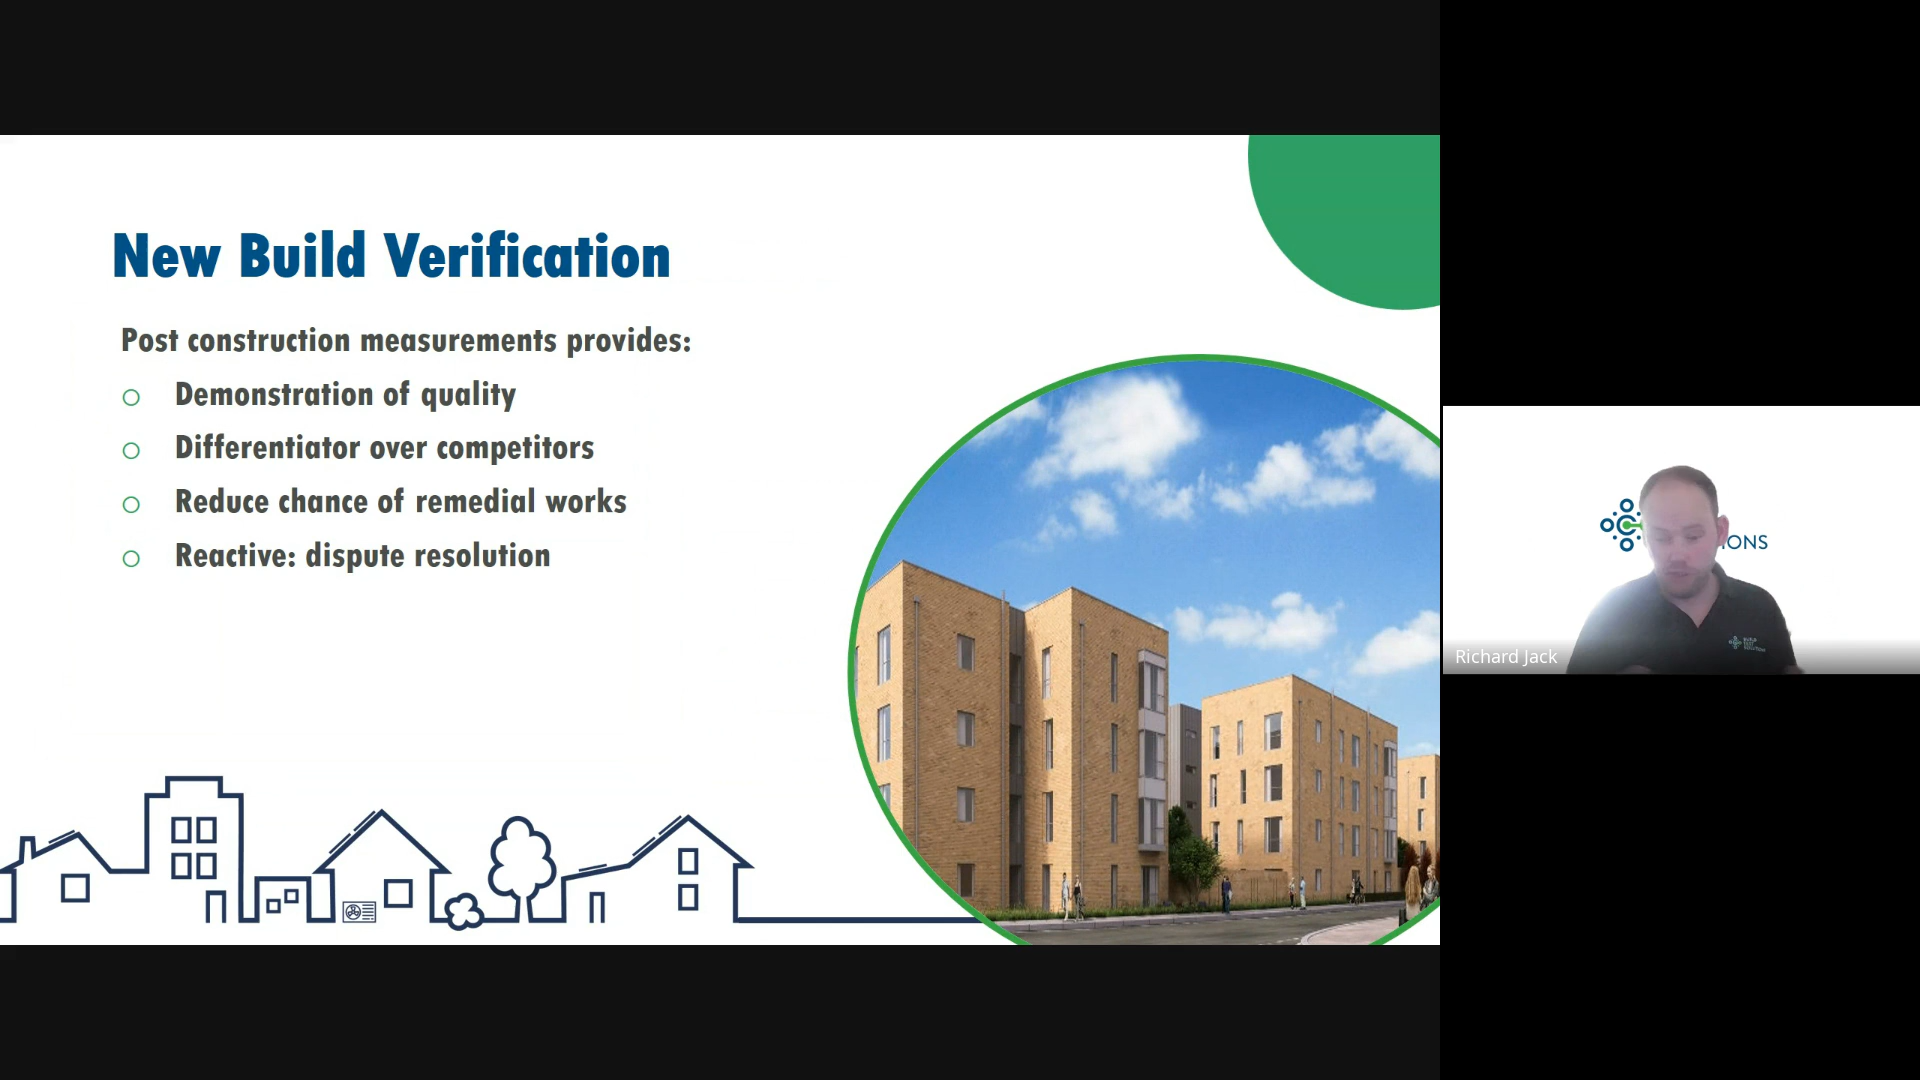 New Build Verification
Post construction measurements provides:
Demonstration of quality
Differentiator over competitors
Reduce chance of remedial works
Reactive: dispute resolution
IONS
Richard Jack